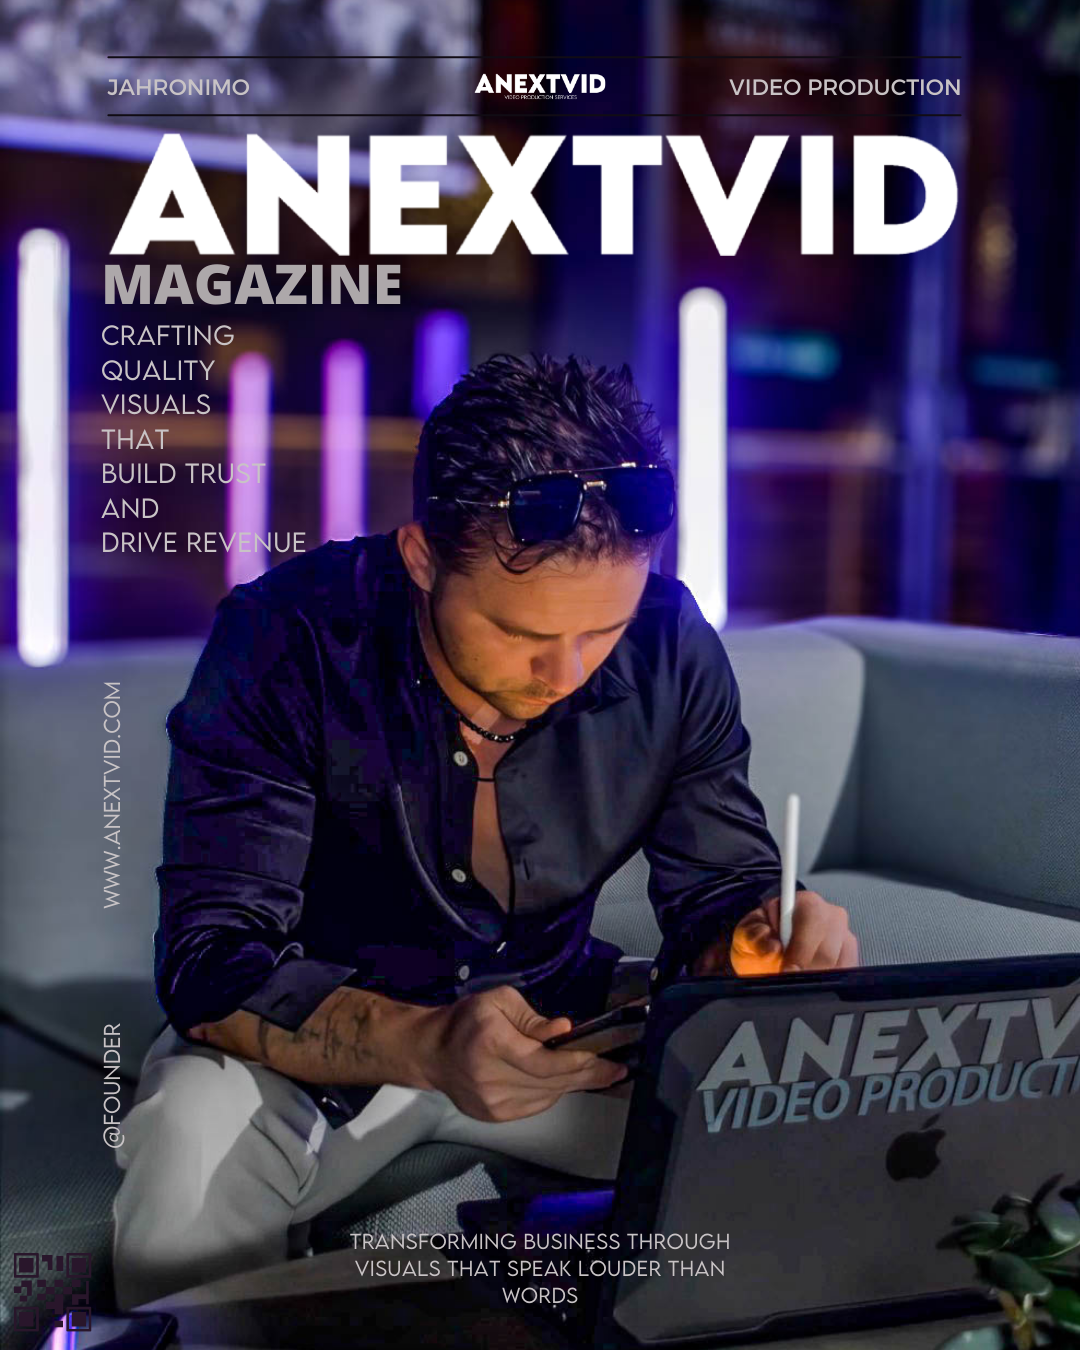 JAHRONIMO
ANEXTVID
VIDEO PRODUCTION SERVICES
VIDEO PRODUCTION
ANEXTVID
MAGAZINE
CRAFTING
QUALITY
VISUALS
THAT
BUILD TRUST
AND
DRIVE REVENUE
WWW.ANEXTVID.COM
@FOUNDER
ANEXTV
VIDEO PRODUCTI
TRANSFORMING BUSINESS THROUGH
VISUALS THAT SPEAK LOUDER THAN
WORDS